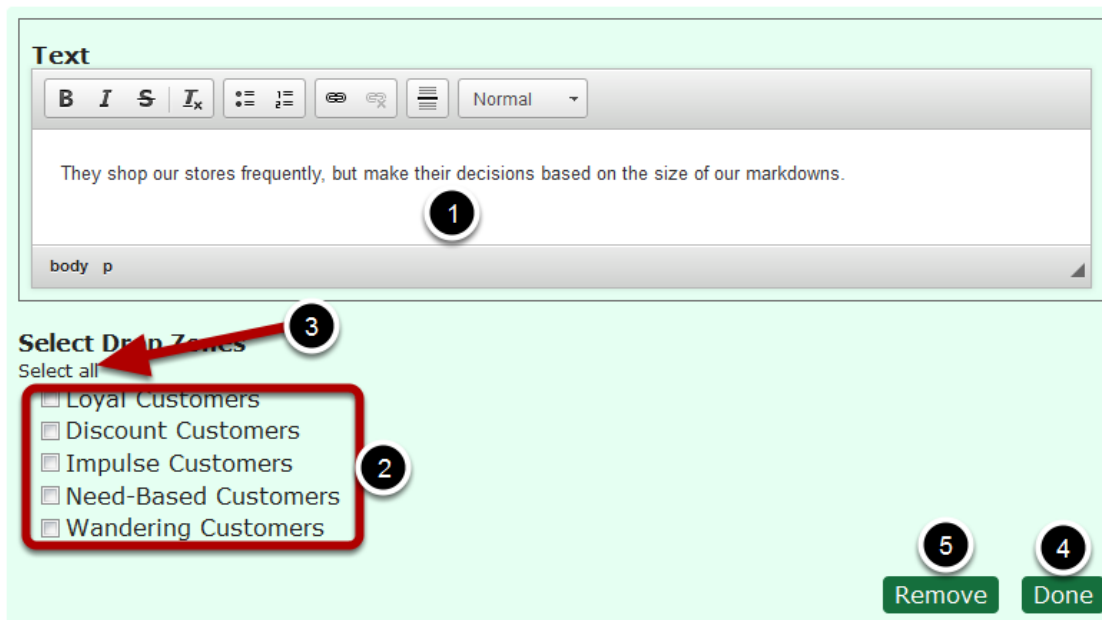 Text
B I S Ix Normal
They shop our stores frequently, but make their decisions based on the size of our markdowns.
1
body p
3
Select Drop Zones
Select all
Loyal Customers
Discount Customers
Impulse Customers
2
Need-Based Customers
Wandering Customers
5 4
Remove Done